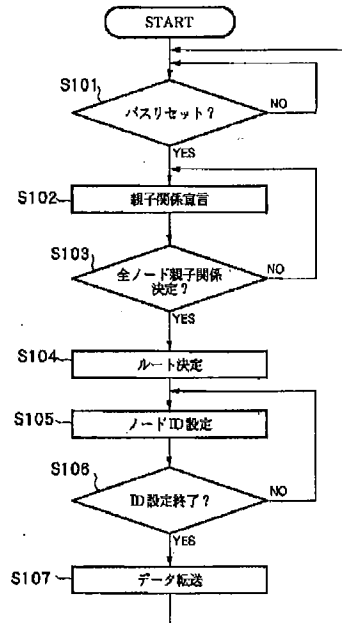 START
S101
バスリセット？
NO
YES
S102
親子関係宣言
S103
全ノード親子関係
決定？
NO
YES
S104
ルート決定
S105
ノードID設定
S106
ID設定終了？
NO
YES
S107
データ転送